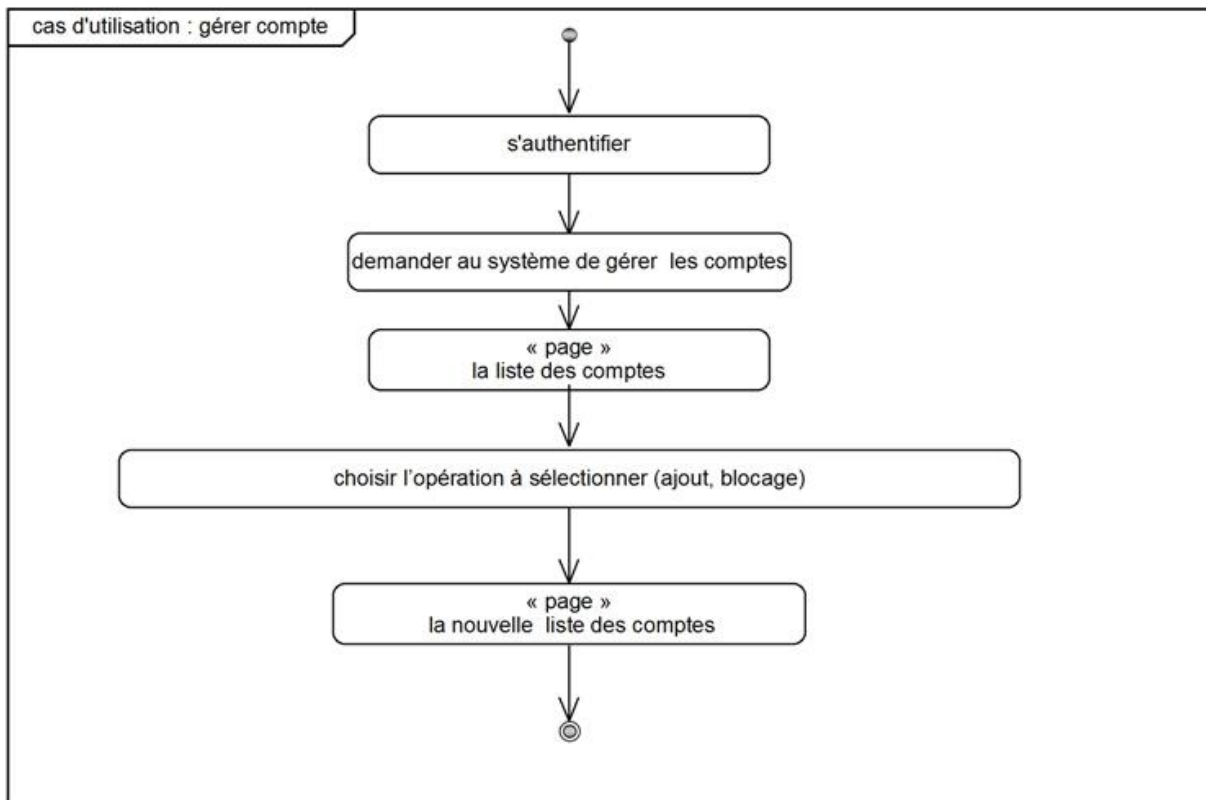 cas d'utilisation : gérer compte
s'authentifier
demander au système de gérer les comptes
« page »
la liste des comptes
choisir l’opération à sélectionner (ajout, blocage)
« page »
la nouvelle liste des comptes